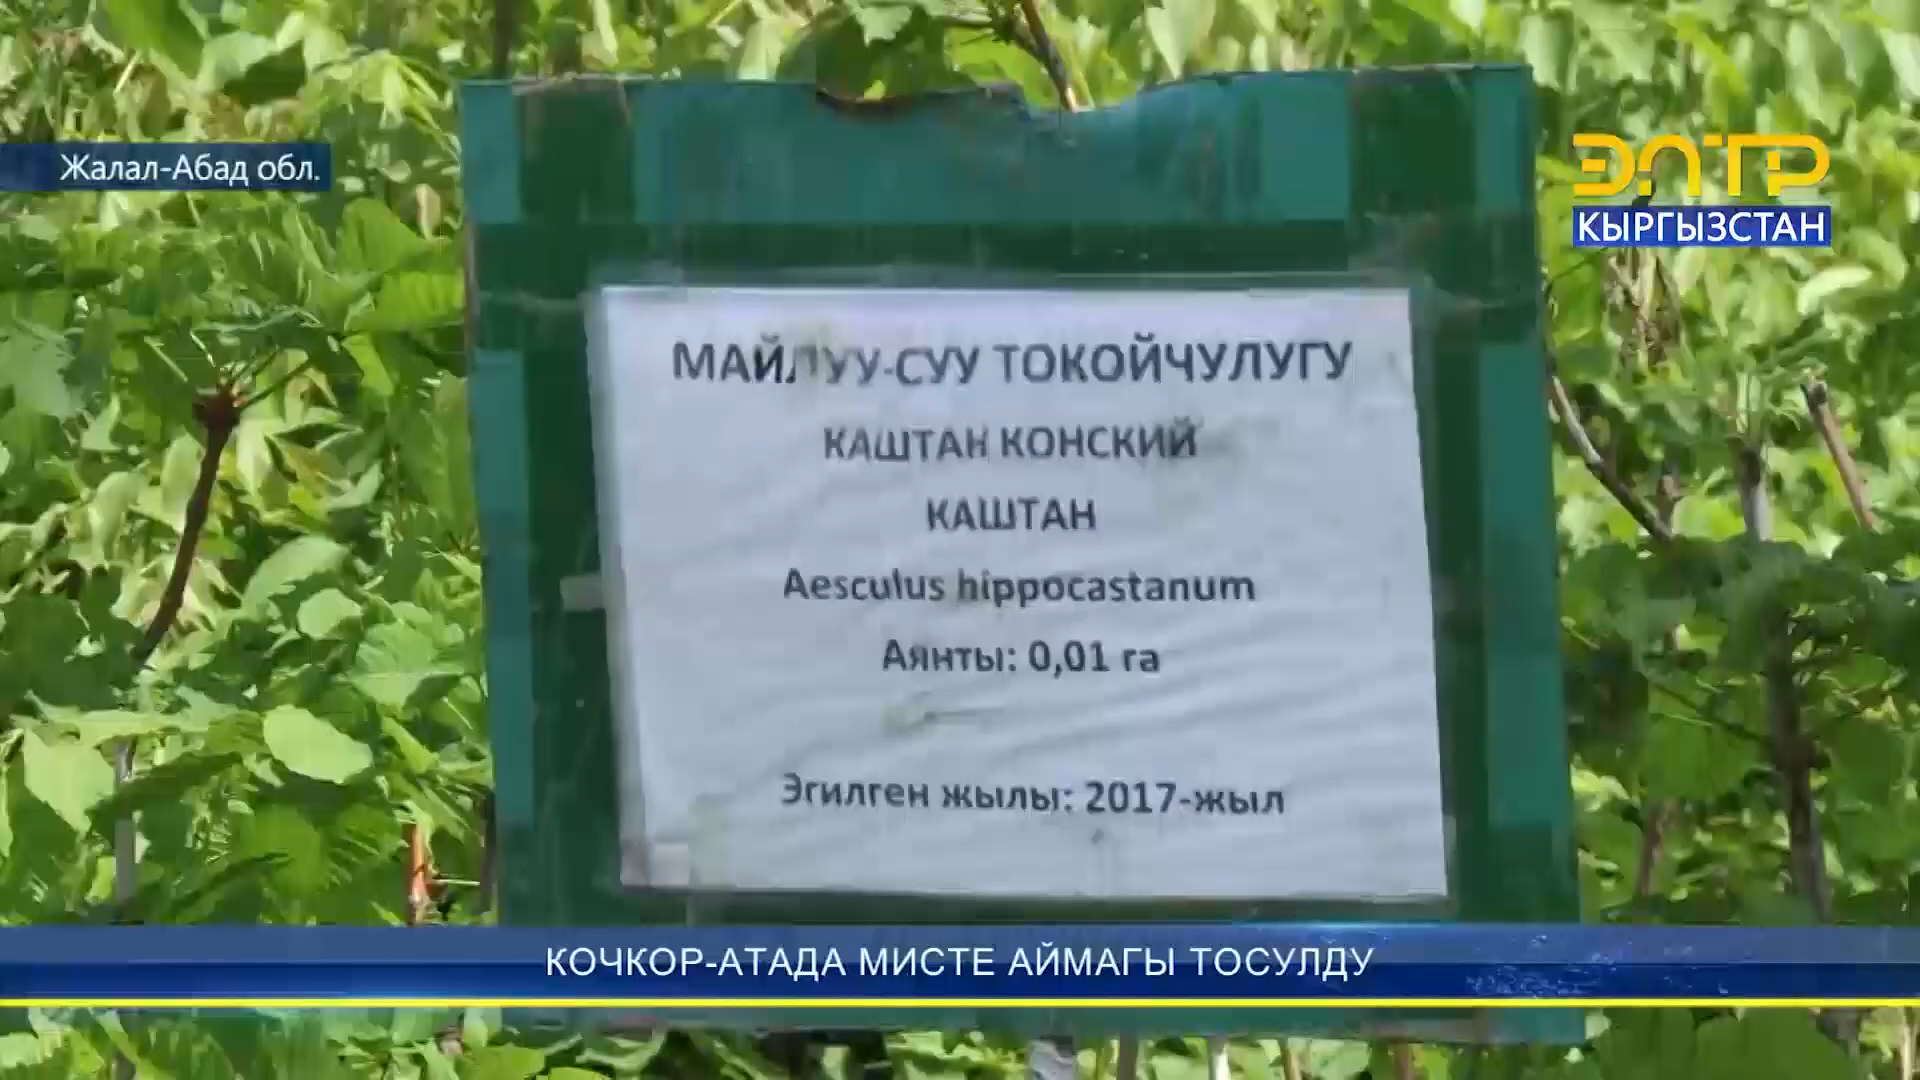 Жалал-Абад обл.
ЭЛТР
КЫРГЫЗСТАН
МАЙЛУУ-СУУ ТОКОЙЧУЛУГУ
КАШТАН КОНСКИЙ
КАШТАН
Aesculus hippocastanum
Аянты: 0,01 га
Эгилген жылы: 2017-жыл
КОЧКОР-АТАДА МИСТЕ АЙМАГЫ ТОСУЛДУ